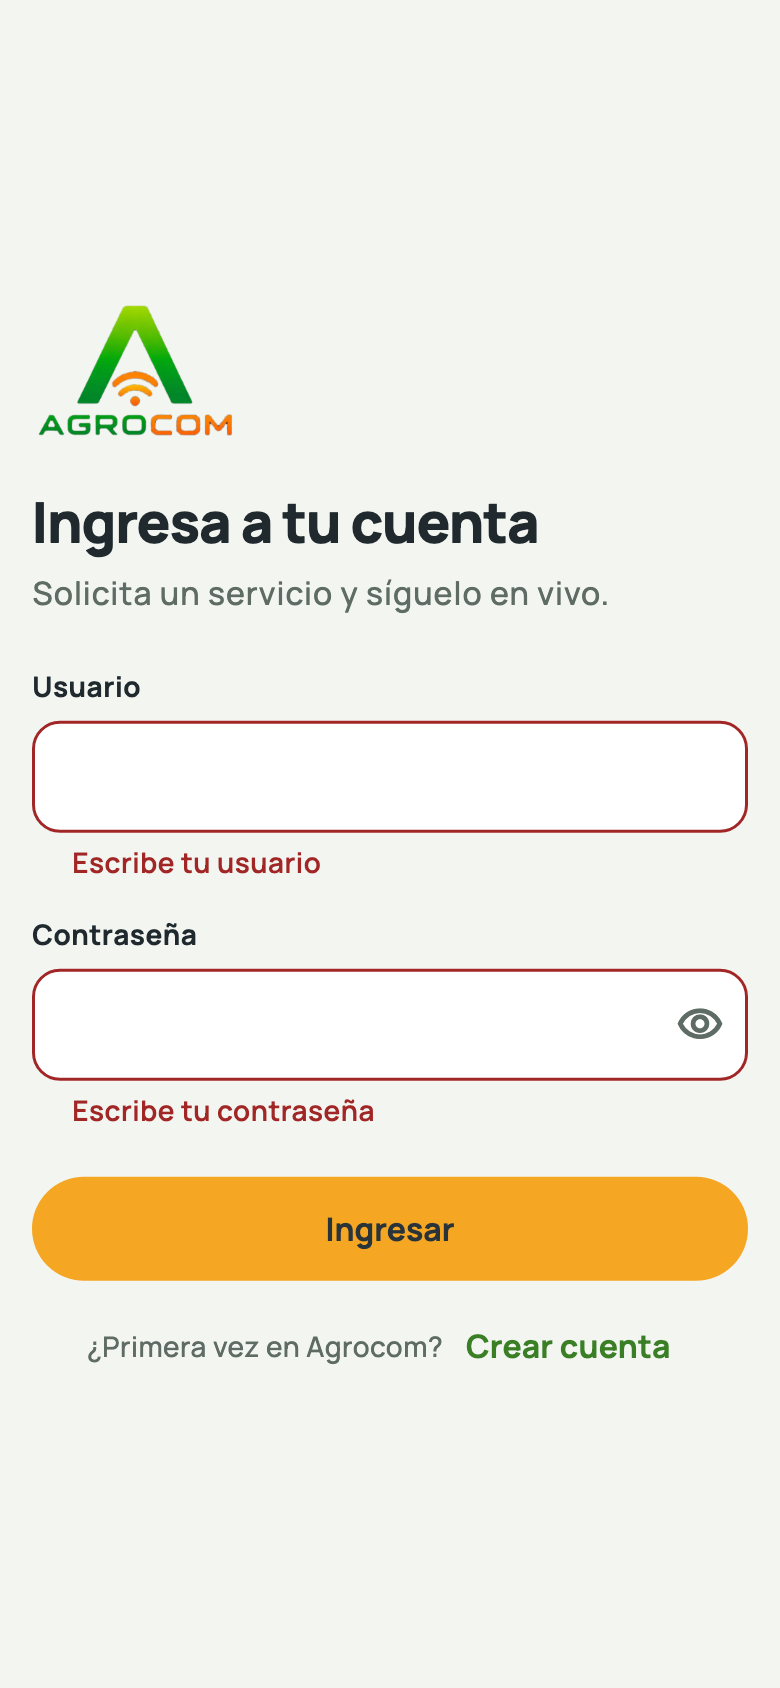 AGROCOM
Ingresa a tu cuenta
Solicita un servicio y síguelo en vivo.
Usuario
Escribe tu usuario
Contraseña
Escribe tu contraseña
Ingresar
¿Primera vez en Agrocom? Crear cuenta